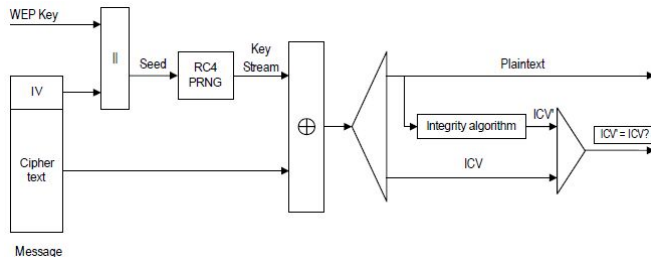 WEP Key
||
Seed
RC4
PRNG
Key
Stream
IV
Cipher
text
Message
⊕
Plaintext
Integrity algorithm
ICV'
ICV
ICV' = ICV?